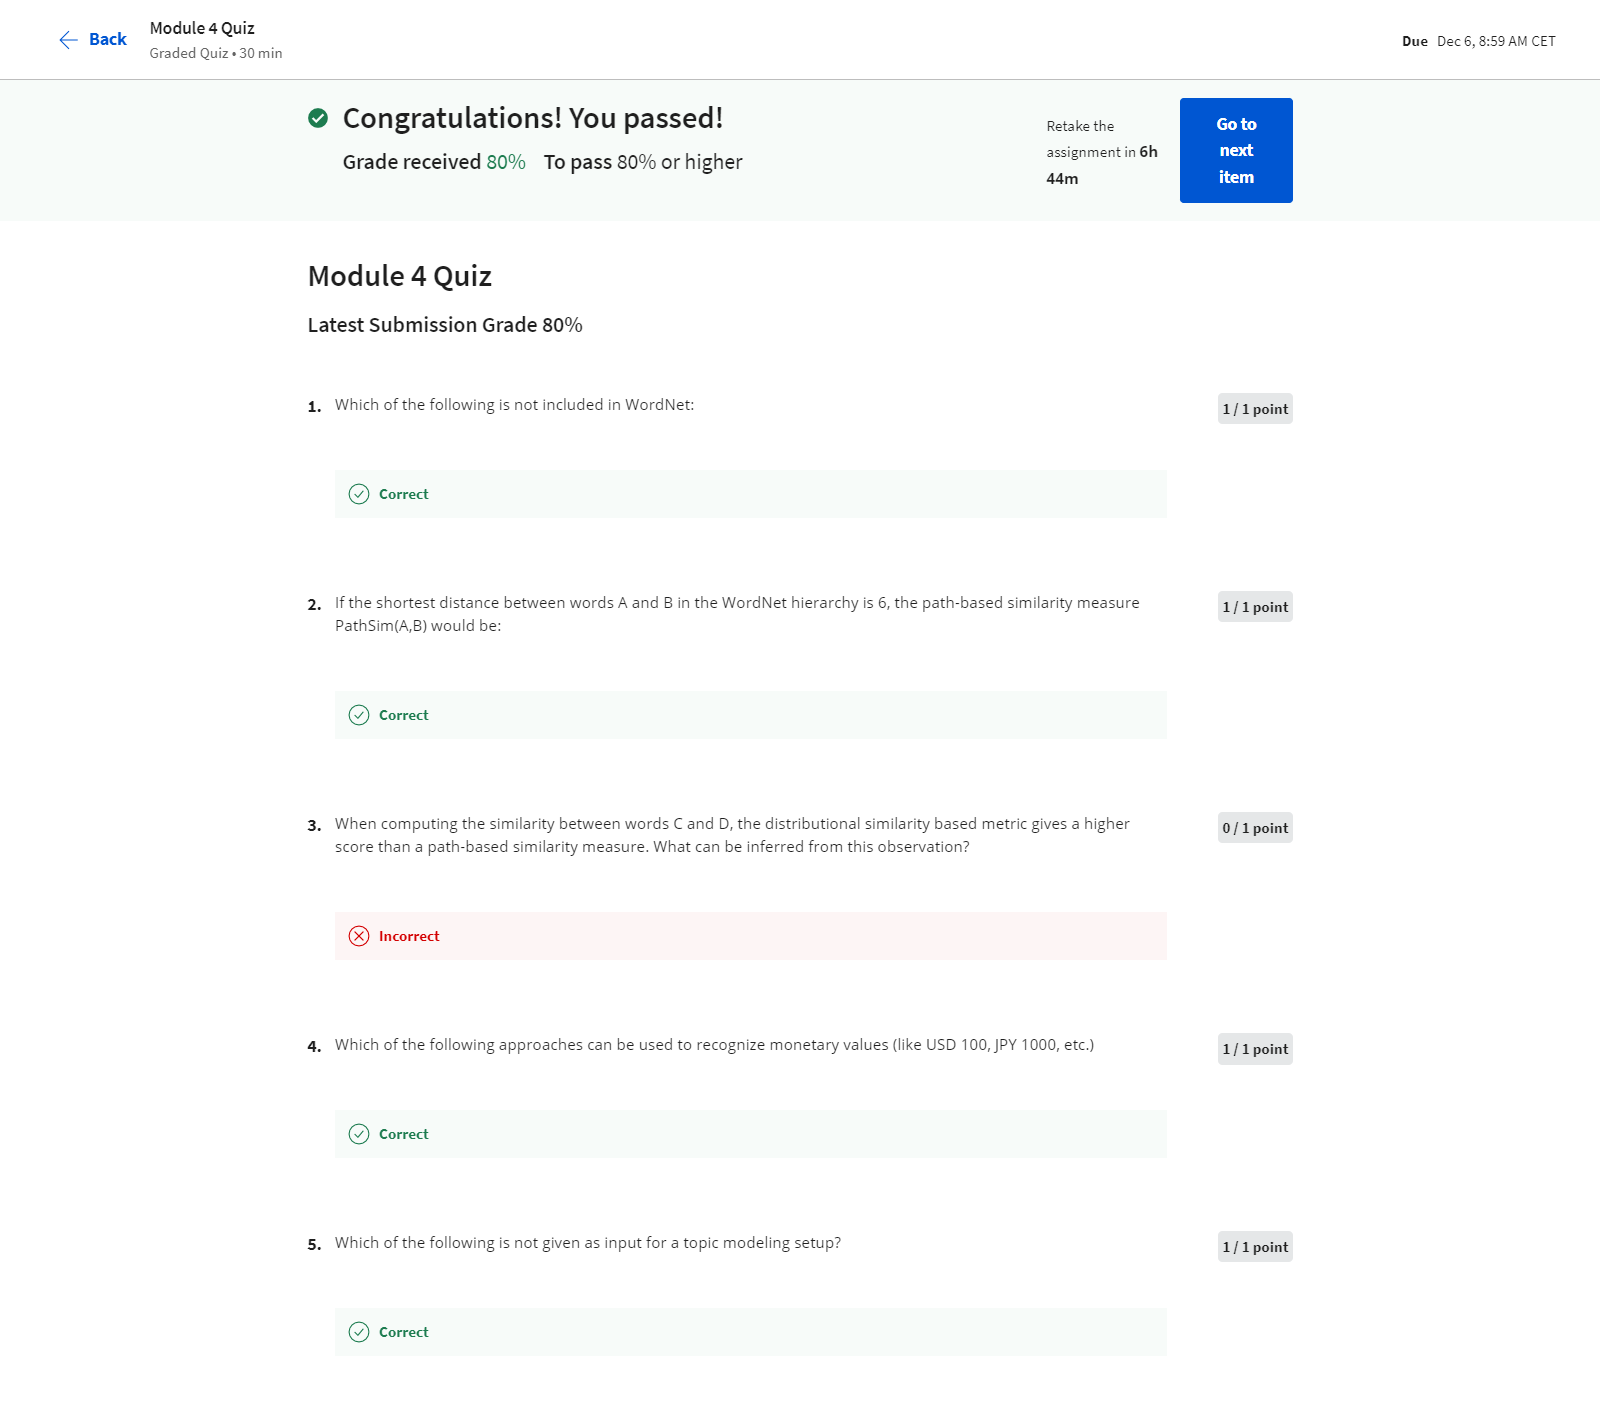 Back
Module 4 Quiz
Graded Quiz • 30 min
Due Dec 6, 8:59 AM CET
Congratulations! You passed!
Grade received 80% To pass 80% or higher
Retake the
assignment in 6h
44m
Go to
next
item
Module 4 Quiz
Latest Submission Grade 80%
1. Which of the following is not included in WordNet:
1 / 1 point
Correct
2. If the shortest distance between words A and B in the WordNet hierarchy is 6, the path-based similarity measure
PathSim(A,B) would be:
1 / 1 point
Correct
3. When computing the similarity between words C and D, the distributional similarity based metric gives a higher
score than a path-based similarity measure. What can be inferred from this observation?
0 / 1 point
Incorrect
4. Which of the following approaches can be used to recognize monetary values (like USD 100, JPY 1000, etc.)
1 / 1 point
Correct
5. Which of the following is not given as input for a topic modeling setup?
1 / 1 point
Correct